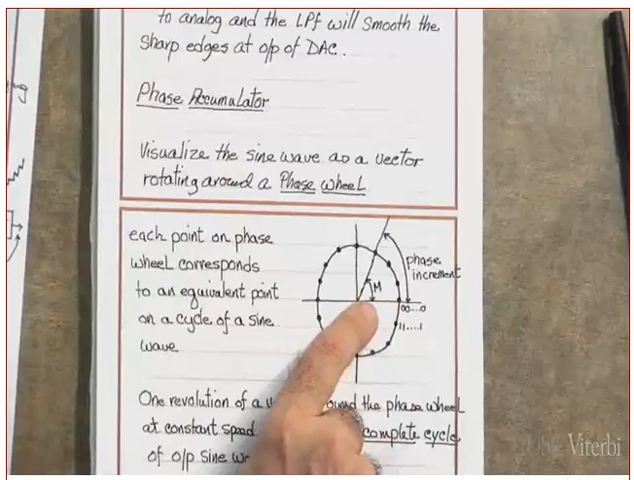 to analog and the LPf will smooth the
sharp edges at o/p of DAC.
Phase Accumulator
Visualize the sine wave as a vector
rotating around a Phase Wheel
each point on phase
wheel corresponds
to an equivalent point
on a cycle of a sine
wave
phase
increment
M
00...0
11....1
One revolution of a the phase wheel
at constant speed complete cycle
of o/p sine
Viterbi